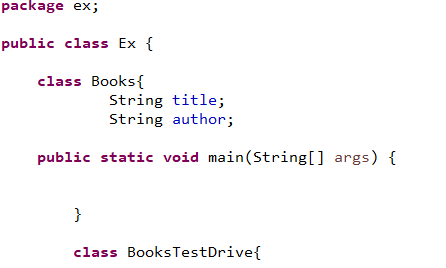 package ex;
public class Ex {
class Books{
String title;
String author;
public static void main(String[] args) {
}
class BooksTestDrive{